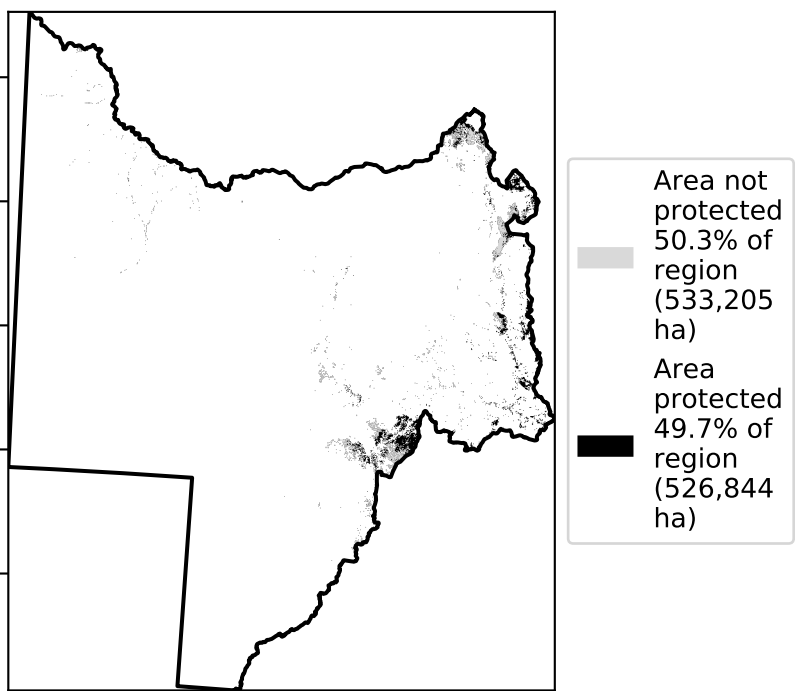 Area not
protected
50.3% of
region
(533,205
ha)
Area
protected
49.7% of
region
(526,844
ha)